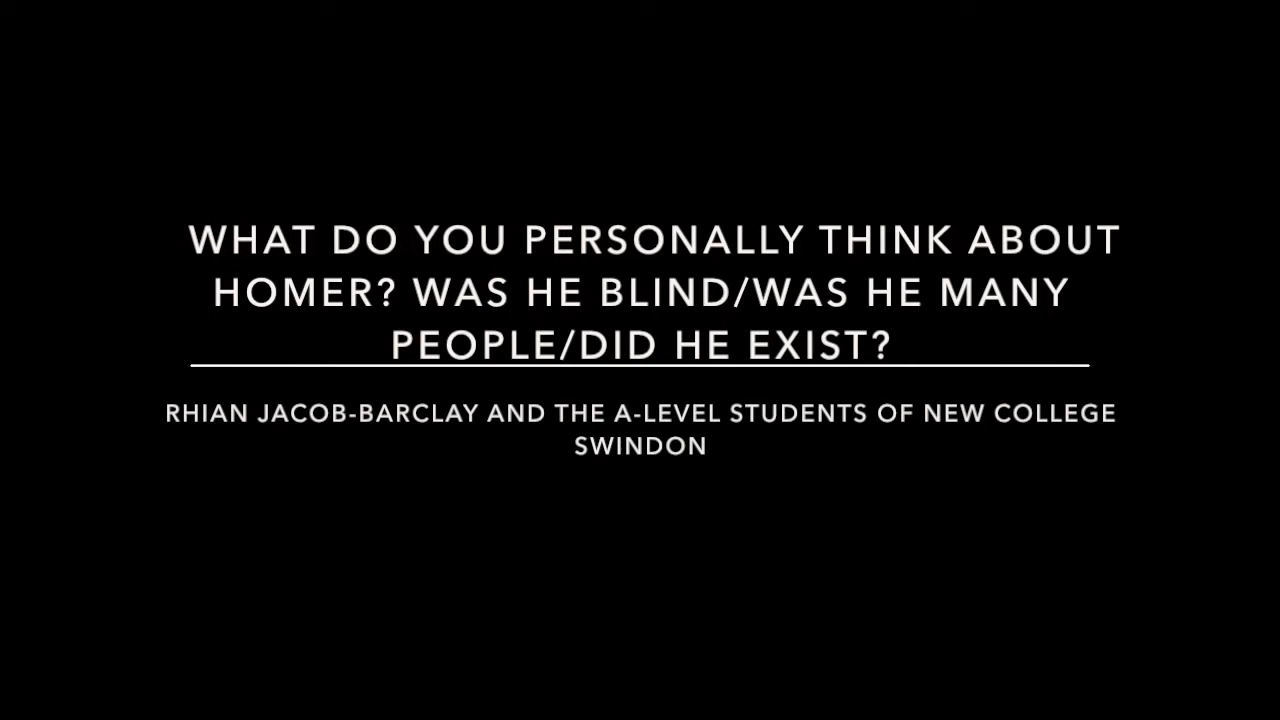 WHAT DO YOU PERSONALLY THINK ABOUT
HOMER? WAS HE BLIND/WAS HE MANY
PEOPLE/DID HE EXIST?
RHIAN JACOB-BARCLAY AND THE A-LEVEL STUDENTS OF NEW COLLEGE
SWINDON